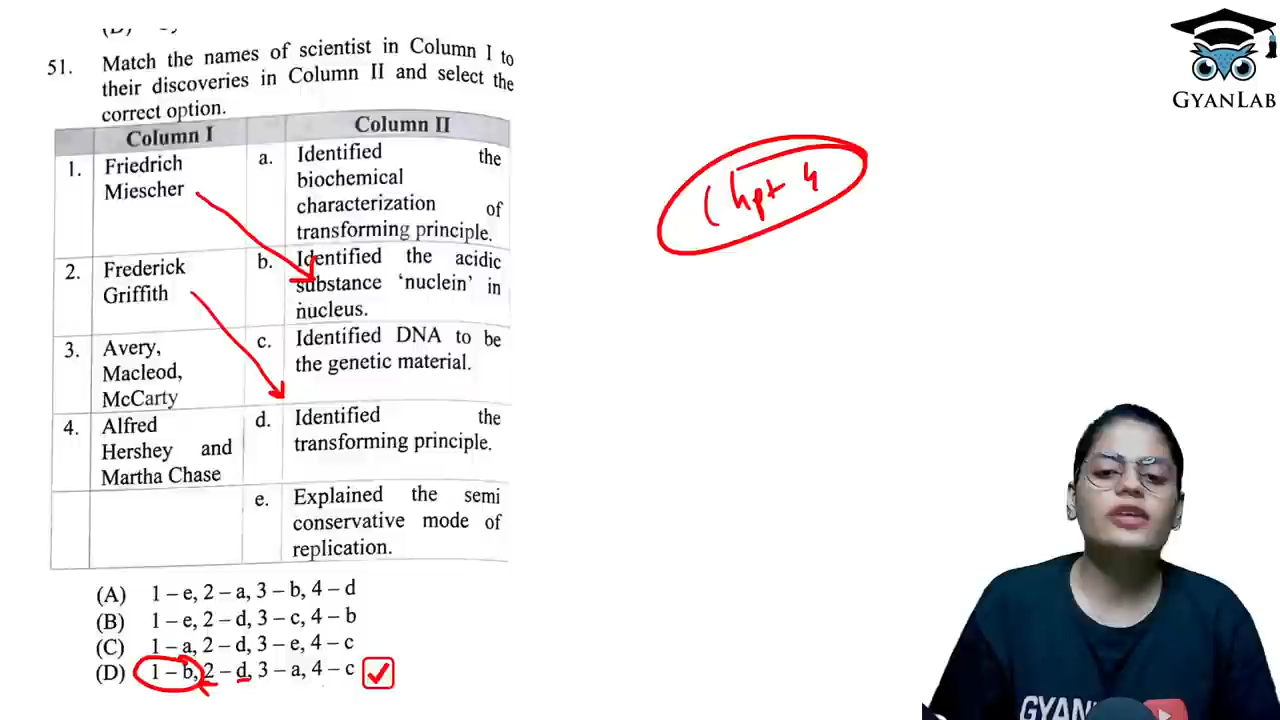 51. Match the names of scientist in Column I to
their discoveries in Column II and select the
correct option.
Column I Column II
1. Friedrich
Miescher
a. Identified the
biochemical
characterization of
transforming principle.
2. Frederick
Griffith
b. Identified the acidic
substance ‘nuclein’ in
nucleus.
3. Avery,
Macleod,
McCarty
c. Identified DNA to be
the genetic material.
4. Alfred
Hershey and
Martha Chase
d. Identified the
transforming principle.
e. Explained the semi
conservative mode of
replication.
(A) 1 – e, 2 – a, 3 – b, 4 – d
(B) 1 – e, 2 – d, 3 – c, 4 – b
(C) 1 – a, 2 – d, 3 – e, 4 – c
(D) 1 – b, 2 – d, 3 – a, 4 – c
Chpt 4
GYANLAB
GYAN